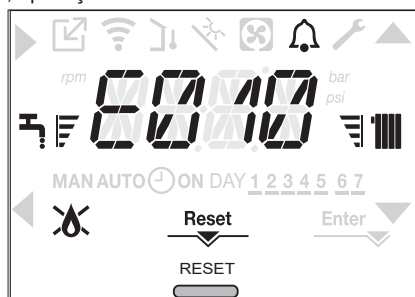 rpm
bar
psi
E010
MAN AUTO ON DAY 1 2 3 4 5 6 7
Reset
Enter
RESET